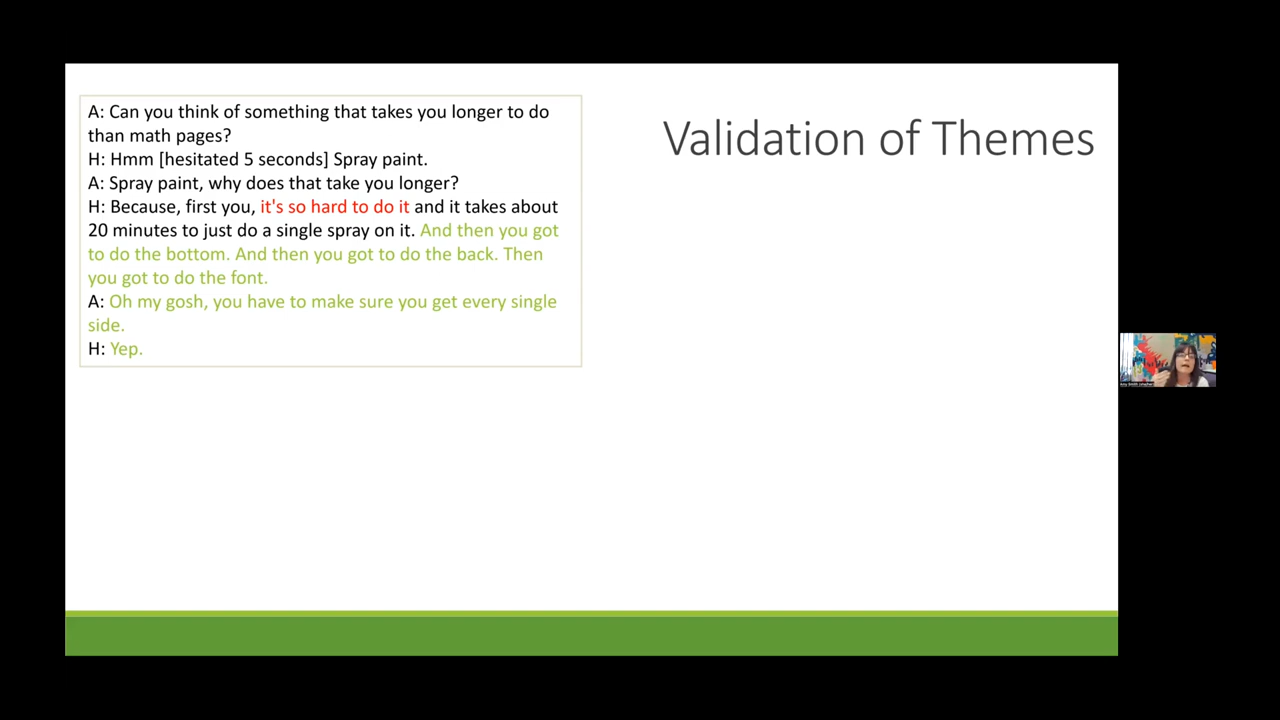 A: Can you think of something that takes you longer to do
than math pages?
H: Hmm [hesitated 5 seconds] Spray paint.
A: Spray paint, why does that take you longer?
H: Because, first you, it's so hard to do it and it takes about
20 minutes to just do a single spray on it. And then you got
to do the bottom. And then you got to do the back. Then
you got to do the font.
A: Oh my gosh, you have to make sure you get every single
side.
H: Yep.
Validation of Themes